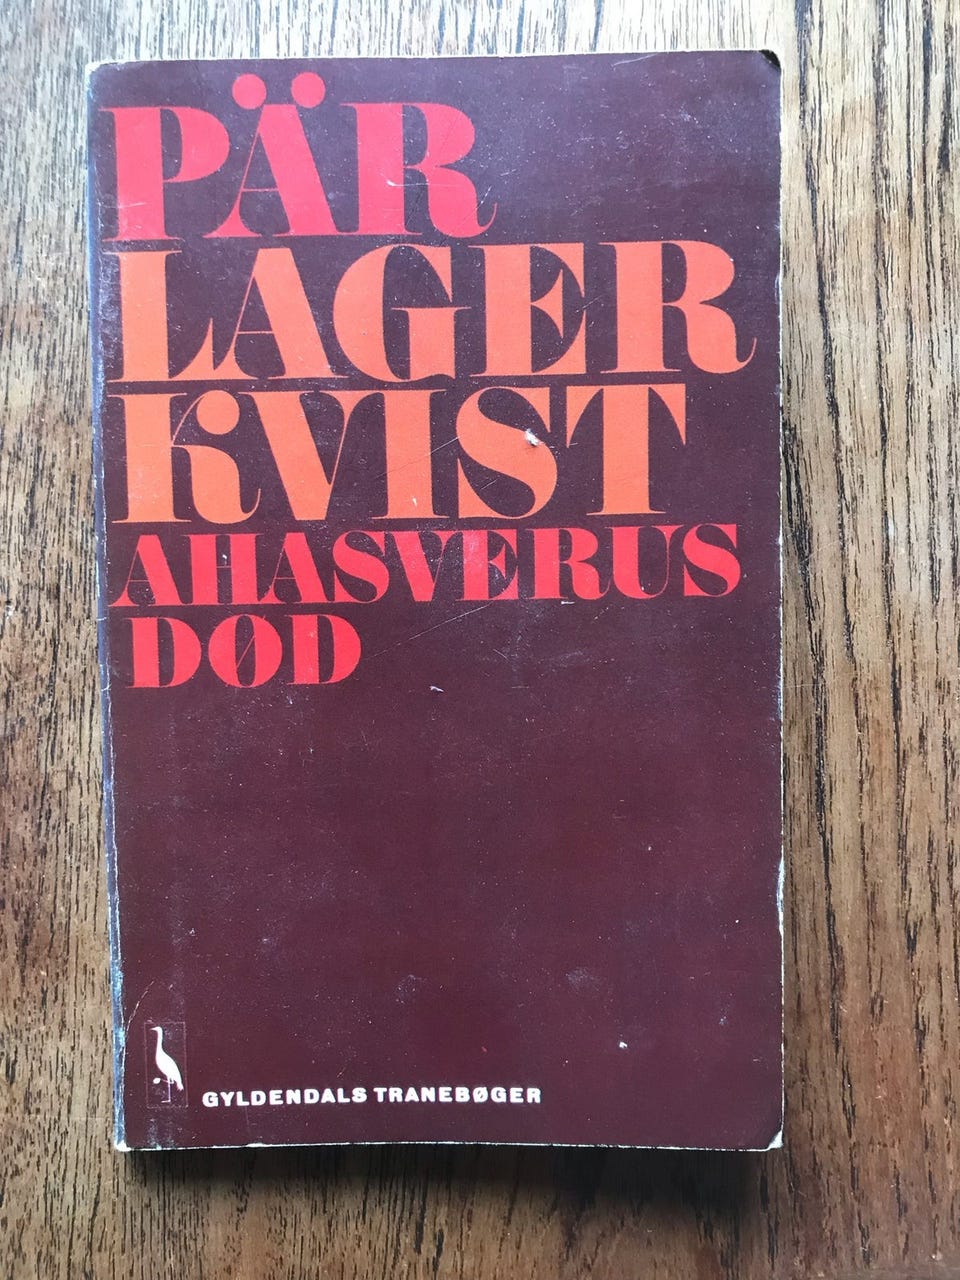 PÄR
LAGER
KVIST
AHASVERUS
DØD
GYLDENDALS TRANEBØGER